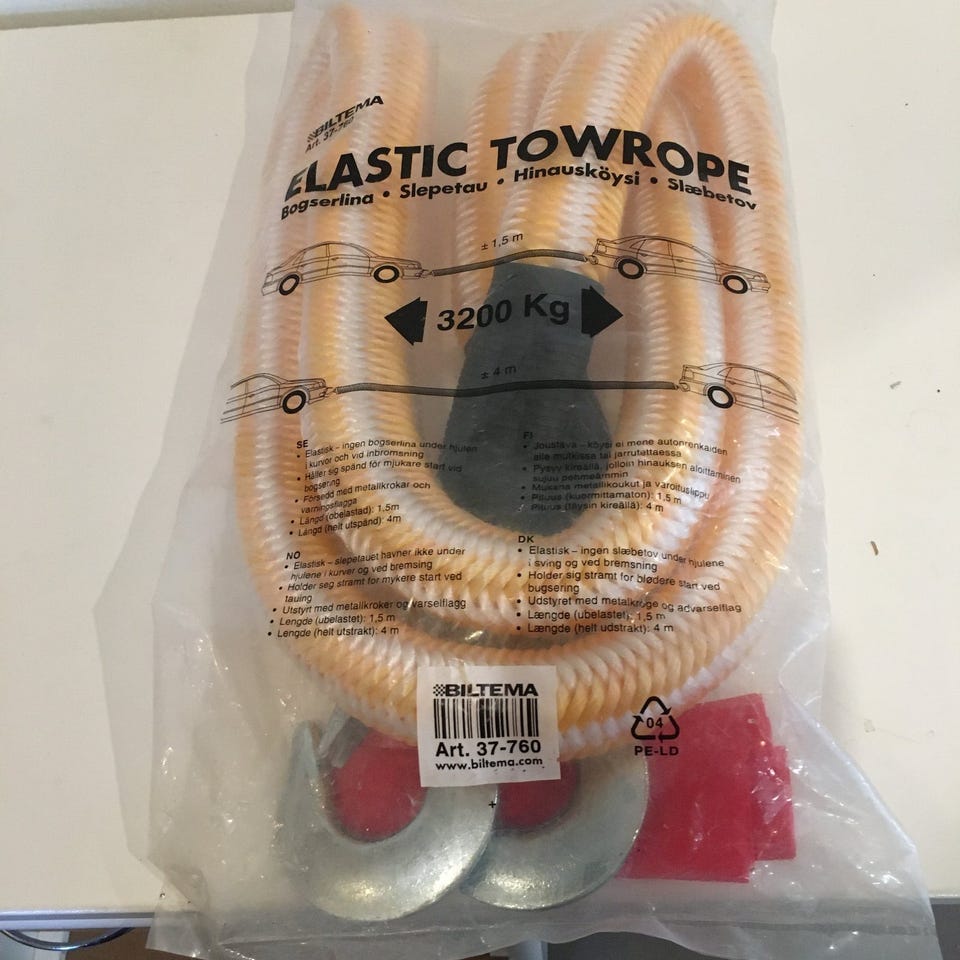 BILTEMA
Art. 37-760
ELASTIC TOWROPE
Bogserlina • Slepetau • Hinausköysi • Slæbetov
± 1,5 m
3200 Kg
± 4 m
SE
• Elastisk – ingen bogserlina under hjulen
i kurvor och vid inbromsning
• Håller sig spänd för mjukare start vid
bogsering
• Försedd med metallkrokar och
varningsflagga
• Längd (obelastad): 1,5m
• Längd (helt utspänd): 4m
FI
• Joustava – köysi ei mene autonrenkaiden
alle mutkissa tai jarrutettaessa
• Pysyy kireällä, jolloin hinauksen aloittaminen
sujuu pehmeämmin
• Mukana metallikoukut ja varoituslippu
• Pituus (kuormittamaton): 1,5 m
• Pituus (täysin kireällä): 4 m
NO
• Elastisk – slepetauet havner ikke under
hjulene i kurver og ved bremsing
• Holder seg stramt for mykere start ved
tauing
• Utstyrt med metallkroker og varselflagg
• Lengde (ubelastet): 1,5 m
• Lengde (helt utstrakt): 4 m
DK
• Elastisk – ingen slæbetov under hjulene
i sving og ved bremsning
• Holder sig stramt for blødere start ved
bugsering
• Udstyret med metalkroge og advarselflag
• Længde (ubelastet): 1,5 m
• Længde (helt udstrakt): 4 m
BILTEMA
Art. 37-760
www.biltema.com
04
PE-LD